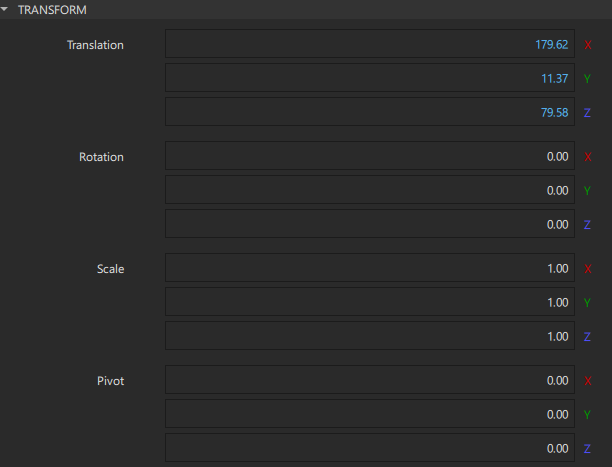 TRANSFORM
Translation 179.62 X
11.37 Y
79.58 Z
Rotation 0.00 X
0.00 Y
0.00 Z
Scale 1.00 X
1.00 Y
1.00 Z
Pivot 0.00 X
0.00 Y
0.00 Z